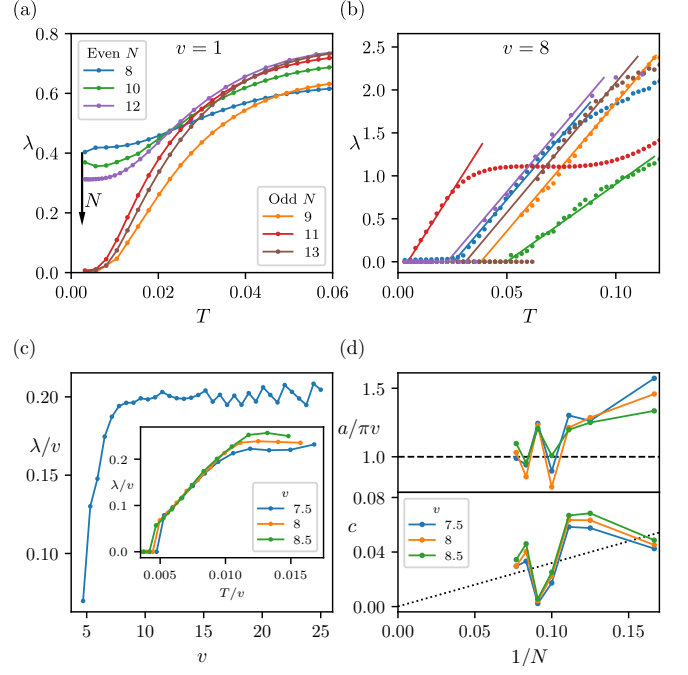 (a)
v = 1
Even N
8
10
12
Odd N
9
11
13
N
λ
0.8
0.6
0.4
0.2
0.0
0.00 0.02 0.04 0.06
T
(b)
v = 8
λ
2.5
2.0
1.5
1.0
0.5
0.0
0.00 0.05 0.10
T
(c)
λ/v
0.20
0.15
0.10
5 10 15 20 25
v
λ/v
0.2
0.1
0.0
0.005 0.010 0.015
T/v
v
7.5
8
8.5
(d)
a/πv
1.5
1.0
c
0.08
0.04
0.00
v
7.5
8
8.5
0.00 0.05 0.10 0.15
1/N